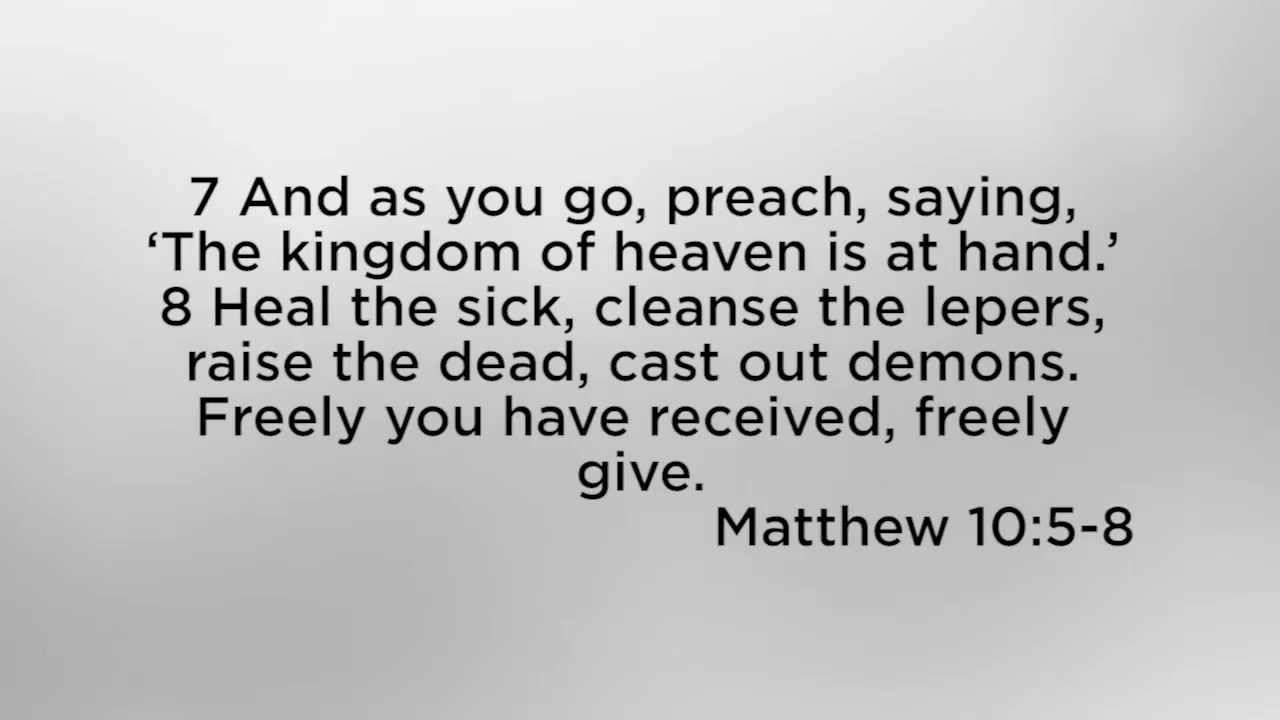 7 And as you go, preach, saying,
‘The kingdom of heaven is at hand.’
8 Heal the sick, cleanse the lepers,
raise the dead, cast out demons.
Freely you have received, freely
give.
Matthew 10:5-8